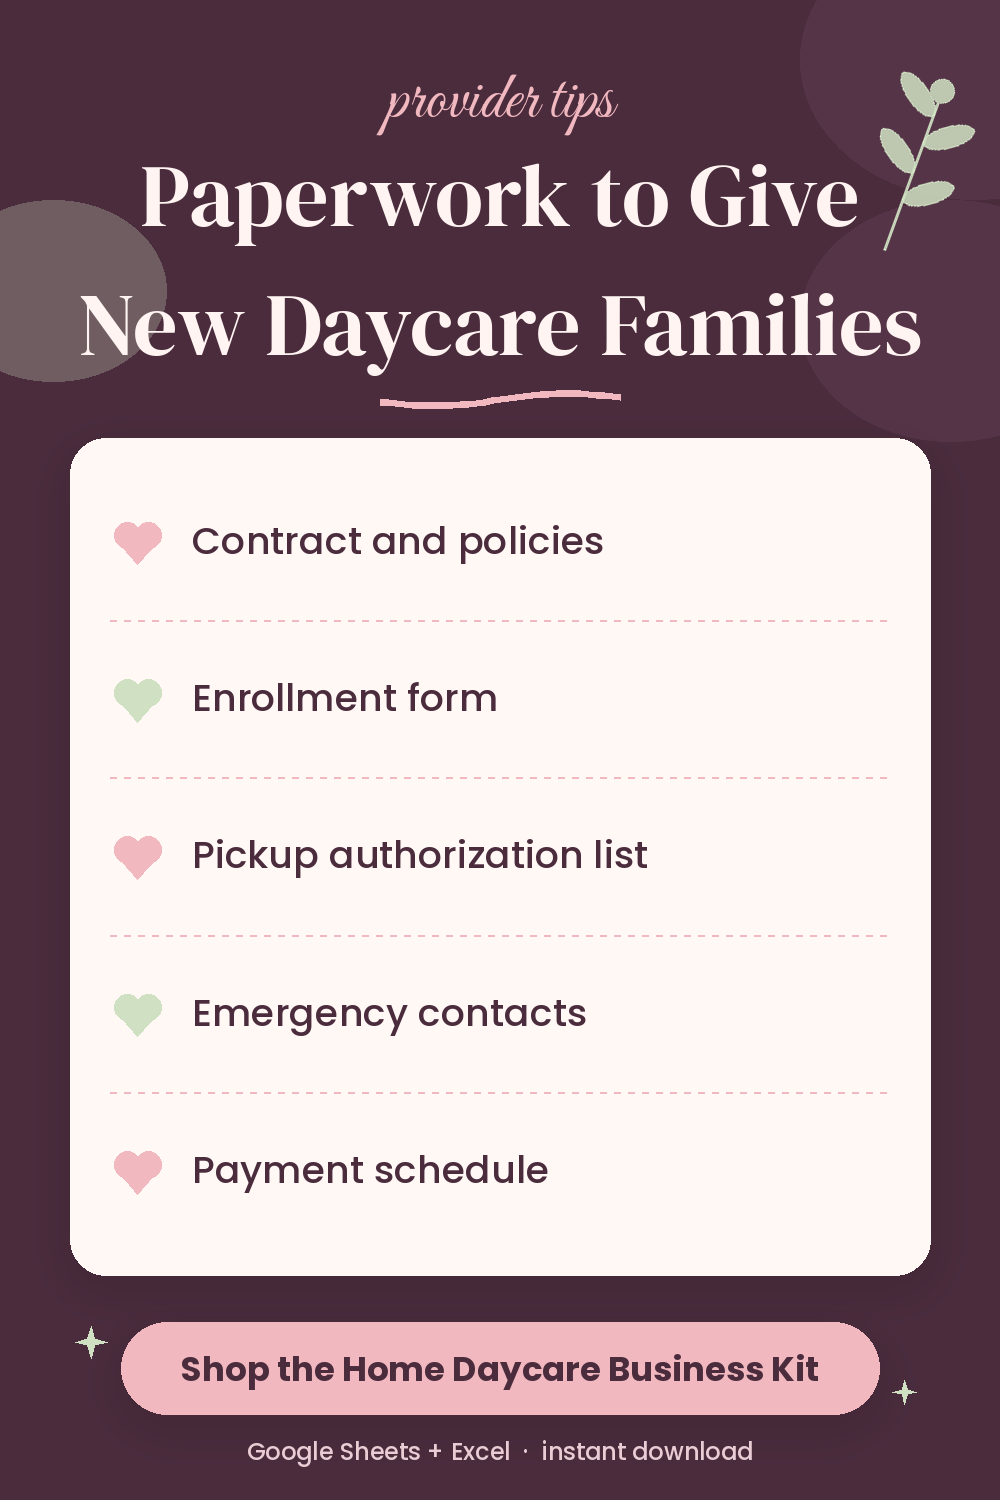 provider tips
Paperwork to Give
New Daycare Families
Contract and policies
Enrollment form
Pickup authorization list
Emergency contacts
Payment schedule
Shop the Home Daycare Business Kit
Google Sheets + Excel · instant download